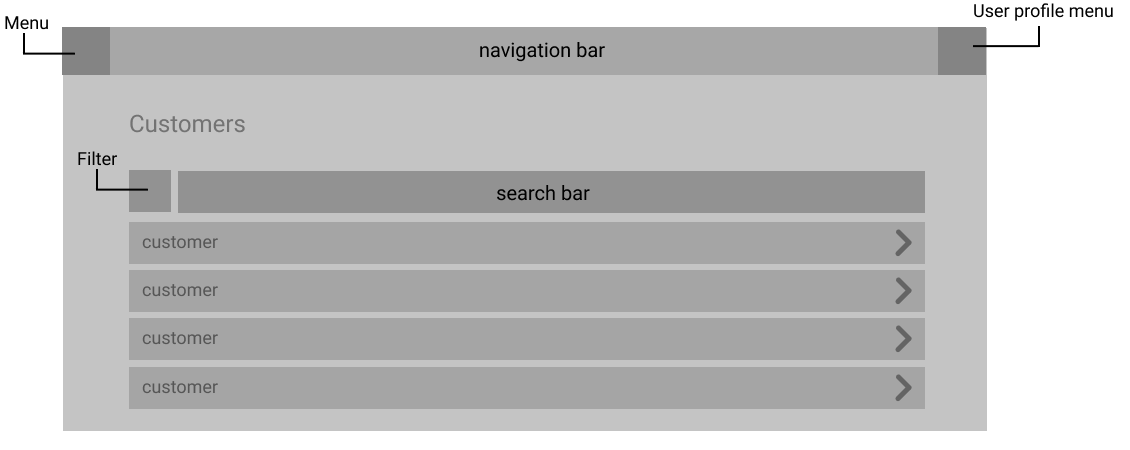 User profile menu
Menu
navigation bar
Customers
Filter
search bar
customer
customer
customer
customer